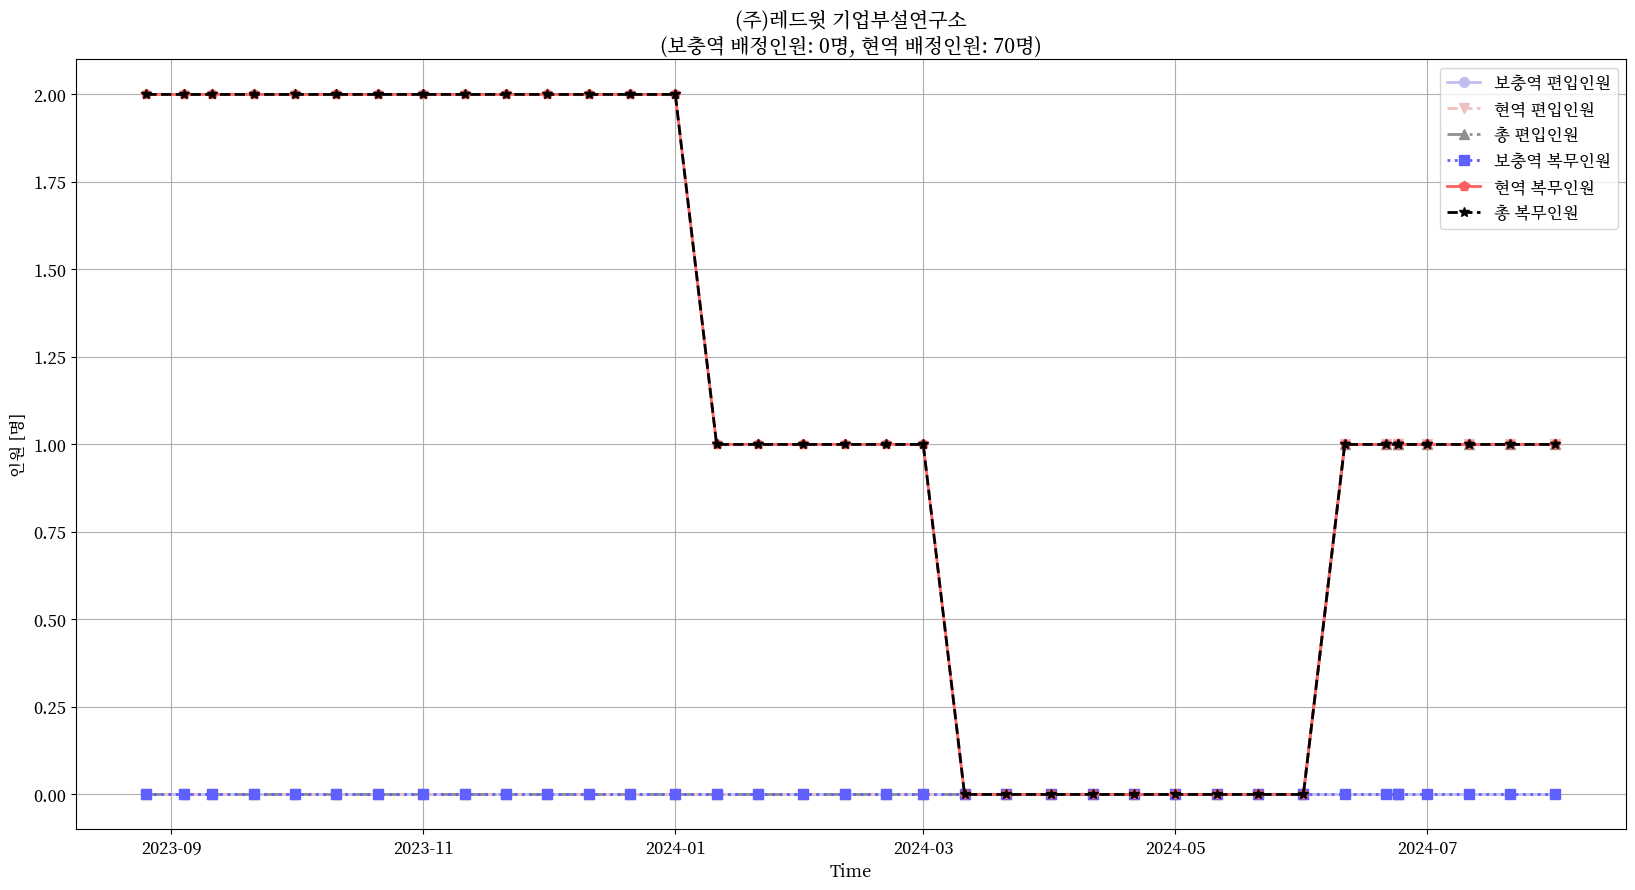 (주)레드윗 기업부설연구소
(보충역 배정인원: 0명, 현역 배정인원: 70명)
보충역 편입인원
현역 편입인원
총 편입인원
보충역 복무인원
현역 복무인원
총 복무인원
인원 [명]
2.00
1.75
1.50
1.25
1.00
0.75
0.50
0.25
0.00
2023-09
2023-11
2024-01
2024-03
2024-05
2024-07
Time